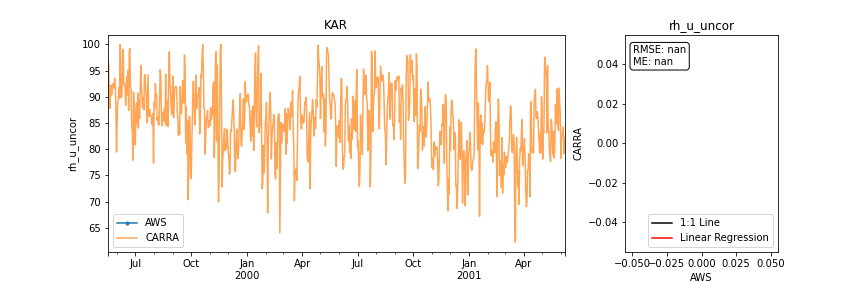 KAR
rh_u_uncor
100
95
90
85
80
75
70
65
rh_u_uncor
AWS
CARRA
Jul
Oct
Jan
2000
Apr
Jul
Oct
Jan
2001
Apr
rh_u_uncor
RMSE: nan
ME: nan
0.04
0.02
0.00
−0.02
−0.04
CARRA
1:1 Line
Linear Regression
−0.050
−0.025
0.000
0.025
0.050
AWS